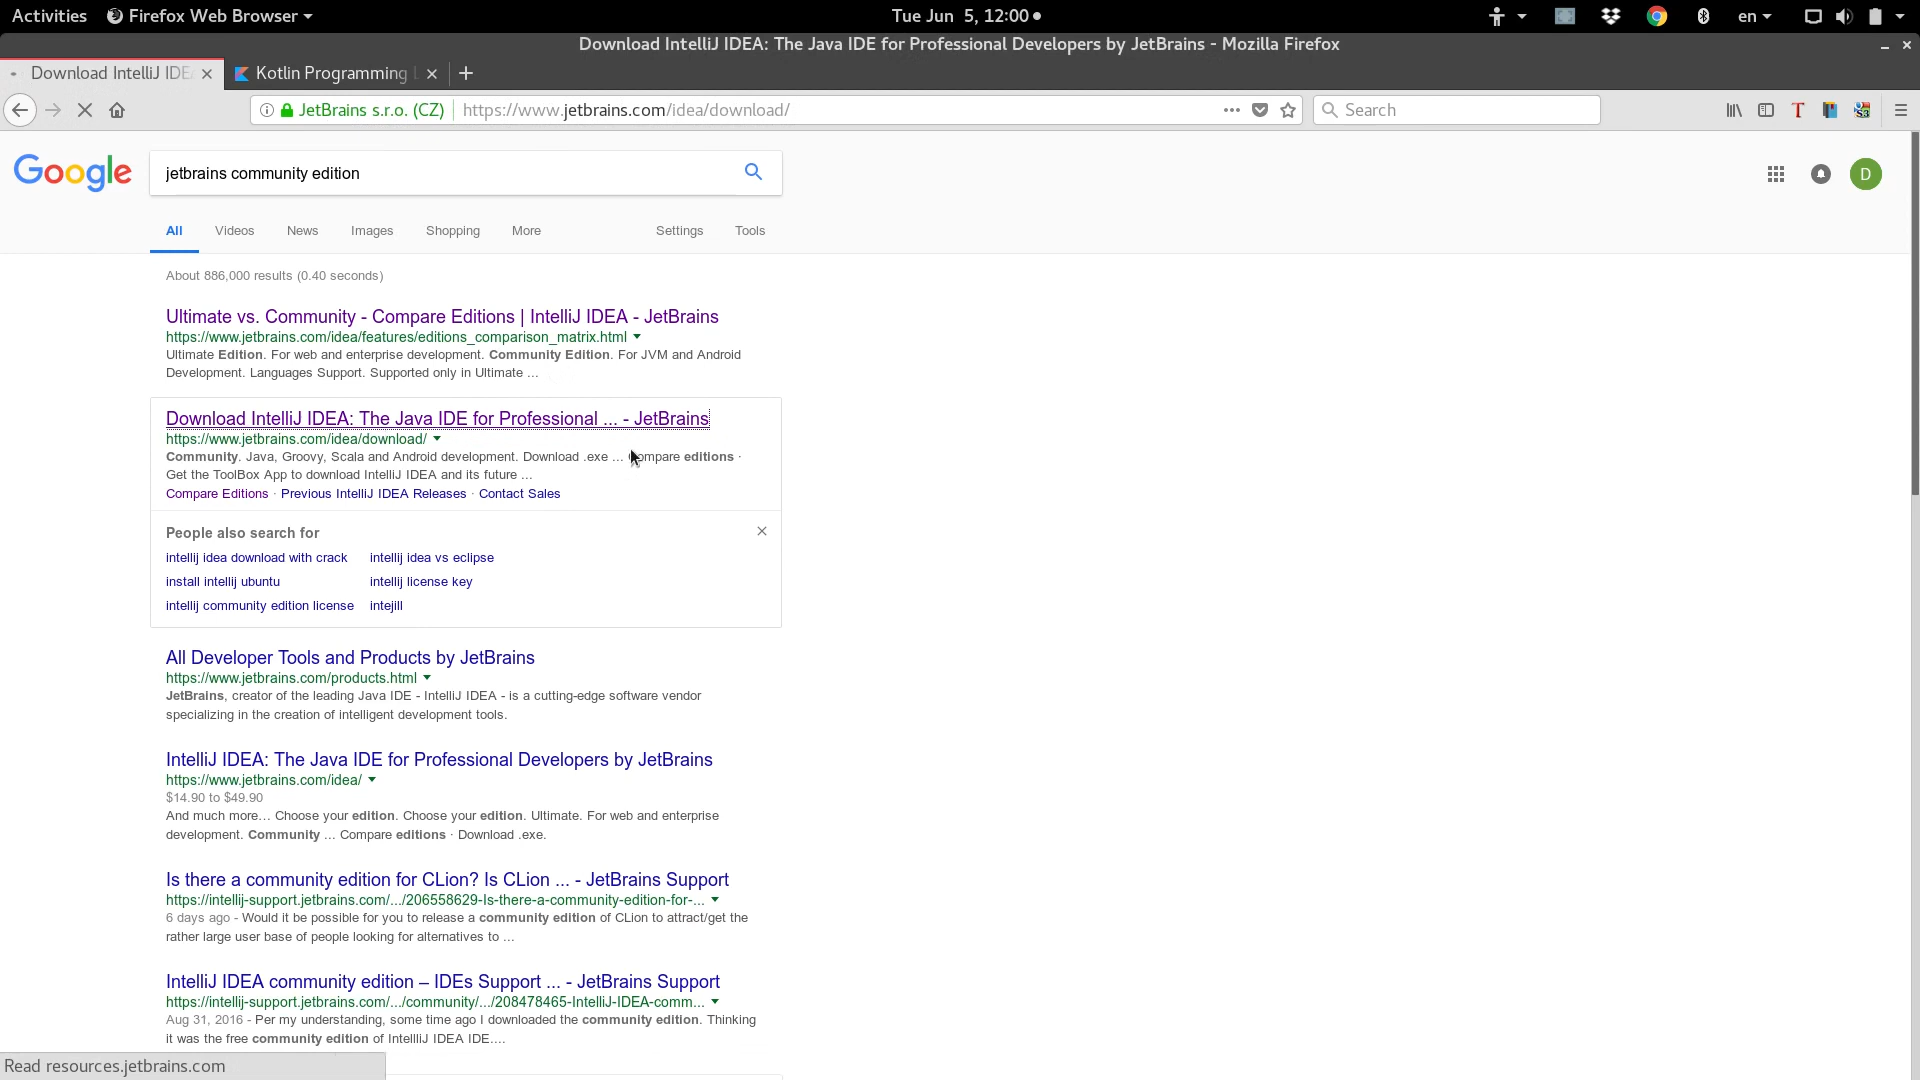 Activities Firefox Web Browser Tue Jun 5, 12:00 en
Download IntelliJ IDEA: The Java IDE for Professional Developers by JetBrains - Mozilla Firefox
Download IntelliJ IDE Kotlin Programming
JetBrains s.r.o. (CZ) https://www.jetbrains.com/idea/download/ Search
Google jetbrains community edition D
All Videos News Images Shopping More Settings Tools
About 886,000 results (0.40 seconds)
Ultimate vs. Community - Compare Editions | IntelliJ IDEA - JetBrains
https://www.jetbrains.com/idea/features/editions_comparison_matrix.html
Ultimate Edition. For web and enterprise development. Community Edition. For JVM and Android
Development. Languages Support. Supported only in Ultimate ...
Download IntelliJ IDEA: The Java IDE for Professional ... - JetBrains
https://www.jetbrains.com/idea/download/
Community. Java, Groovy, Scala and Android development. Download .exe ... Compare editions ·
Get the ToolBox App to download IntelliJ IDEA and its future ...
Compare Editions · Previous IntelliJ IDEA Releases · Contact Sales
People also search for
intellij idea download with crack intellij idea vs eclipse
install intellij ubuntu intellij license key
intellij community edition license intejill
All Developer Tools and Products by JetBrains
https://www.jetbrains.com/products.html
JetBrains, creator of the leading Java IDE - IntelliJ IDEA - is a cutting-edge software vendor
specializing in the creation of intelligent development tools.
IntelliJ IDEA: The Java IDE for Professional Developers by JetBrains
https://www.jetbrains.com/idea/
$14.90 to $49.90
And much more… Choose your edition. Choose your edition. Ultimate. For web and enterprise
development. Community ... Compare editions · Download .exe.
Is there a community edition for CLion? Is CLion ... - JetBrains Support
https://intellij-support.jetbrains.com/.../206558629-Is-there-a-community-edition-for-...
6 days ago - Would it be possible for you to release a community edition of CLion to attract/get the
rather large user base of people looking for alternatives to ...
IntelliJ IDEA community edition – IDEs Support ... - JetBrains Support
https://intellij-support.jetbrains.com/.../community/.../208478465-IntelliJ-IDEA-comm...
Aug 31, 2016 - Per my understanding, some time ago I downloaded the community edition. Thinking
it was the free community edition of IntellliJ IDEA IDE....
Read resources.jetbrains.com